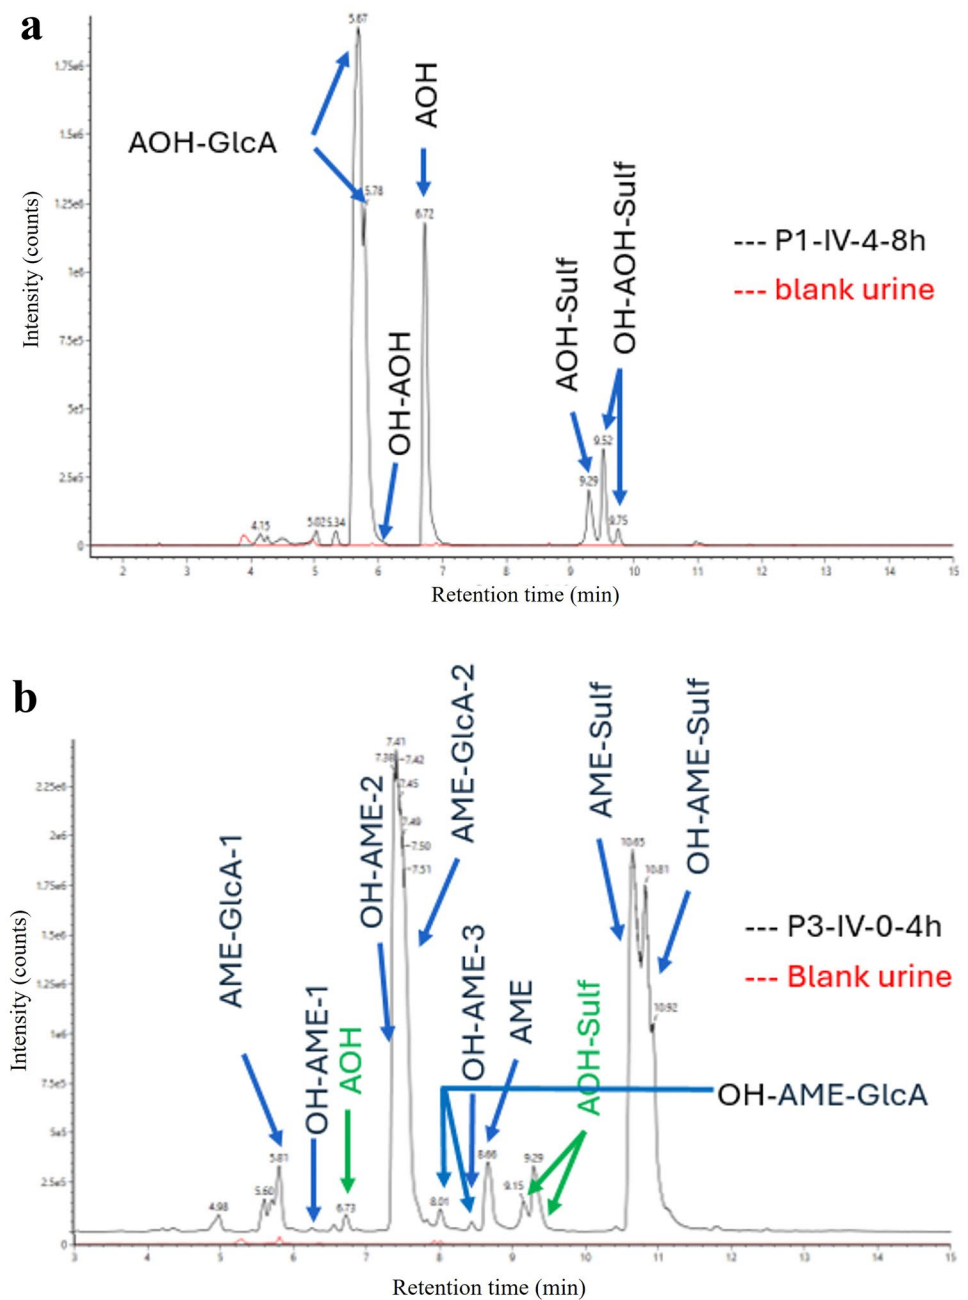 a
5.67
1.75e6
AOH
1.5e6
AOH-GlcA
5.78
1.25e6
6.72
OH-AOH-Sulf
--- P1-IV-4-8h
Intensity (counts)
1e6
AOH-Sulf
--- blank urine
7.5e5
OH-AOH
5e5
9.52
2.5e5
9.29
4.15
5.02
5.34
9.75
0
2 3 4 5 6 7 8 9 10 11 12 13 14 15
Retention time (min)
b
AME-GlcA-2
AME-Sulf
OH-AME-Sulf
7.41
7.38
7.42
2.25e6
7.45
OH-AME-2
7.49
2e6
7.50
10.65
AME-GlcA-1
7.51
10.81
1.75e6
--- P3-IV-0-4h
1.5e6
OH-AME-3
--- Blank urine
Intensity (counts)
1.25e6
OH-AME-1
AME
AOH-Sulf
10.92
1e6
AOH
7.5e5
OH-AME-GlcA
5e5
5.81
8.66
9.29
2.5e5
5.60
9.15
4.98
6.73
8.01
0
3 4 5 6 7 8 9 10 11 12 13 14 15
Retention time (min)